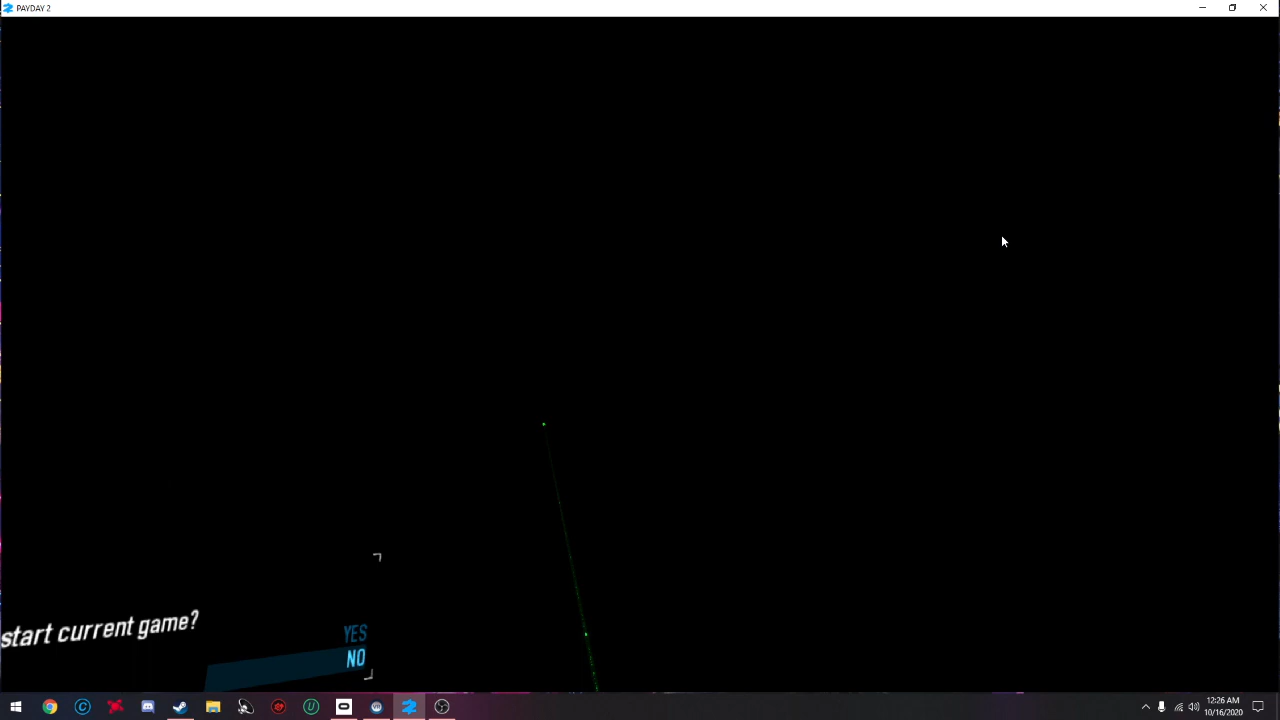 PAYDAY 2
start current game?
YES
NO
12:26 AM
10/16/2020